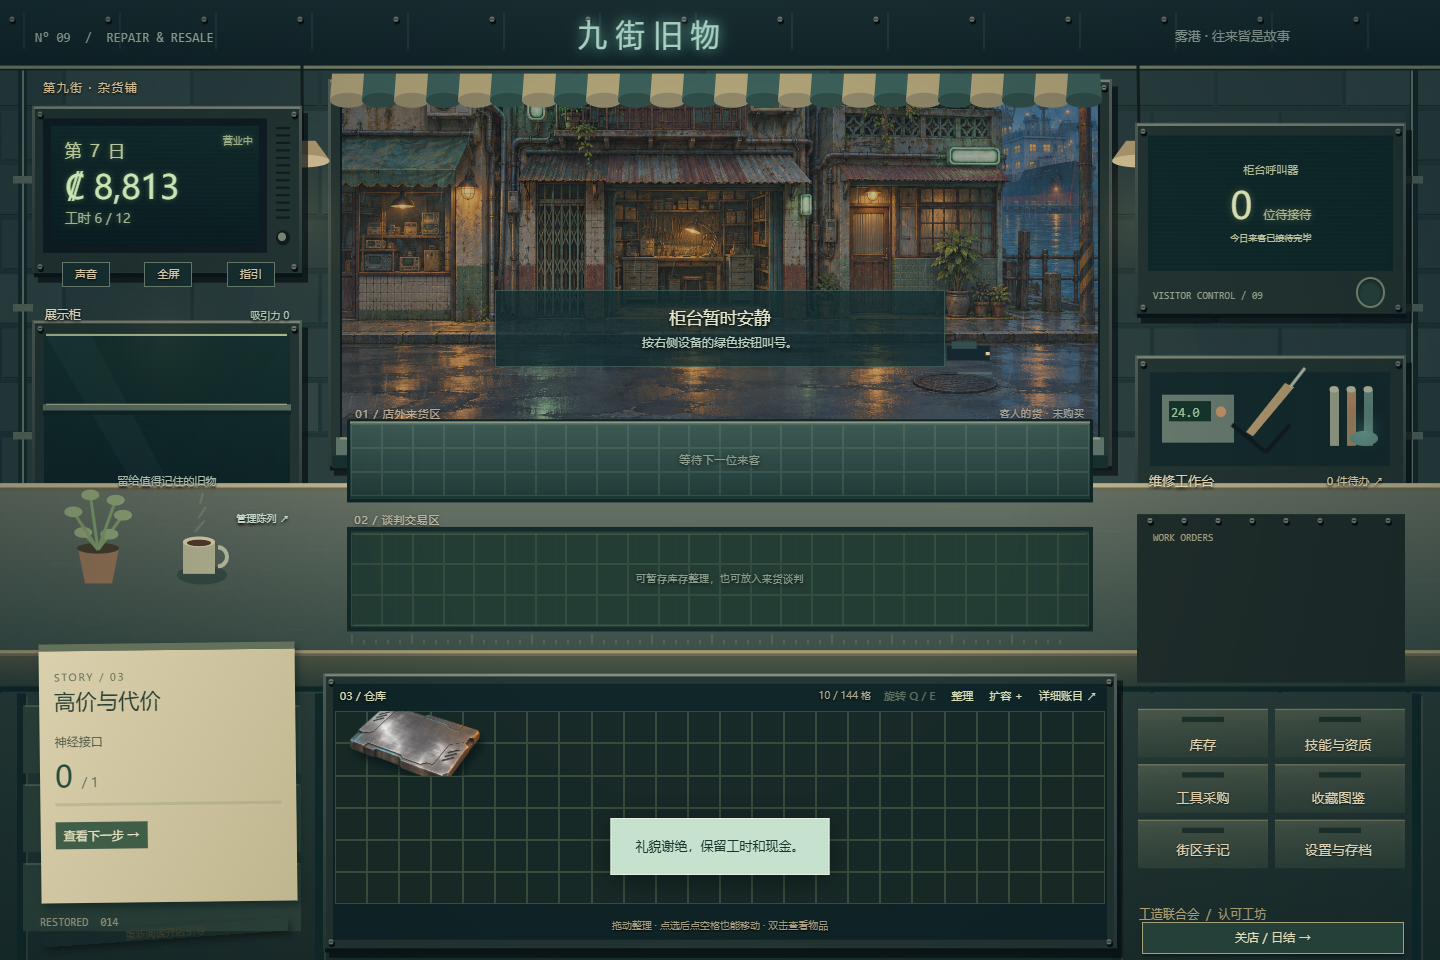 Nº 09 / REPAIR & RESALE
九街旧物
雾港 · 往来皆是故事
第九街 · 杂货铺
第 7 日
营业中
₡ 8,813
工时 6 / 12
声音
全屏
指引
柜台呼叫器
0 位待接待
今日来客已接待完毕
VISITOR CONTROL / 09
展示柜
吸引力 0
留给值得记住的旧物
管理陈列 ↗
柜台暂时安静
按右侧设备的绿色按钮叫号。
01 / 店外来货区
客人的货 · 未购买
等待下一位来客
02 / 谈判交易区
可暂存库存整理，也可放入来货谈判
24.0
维修工作台
0 件待办 ↗
WORK ORDERS
STORY / 03
高价与代价
神经接口
0 / 1
查看下一步 →
RESTORED 014
03 / 仓库
10 / 144 格
旋转 Q / E
整理
扩容 +
详细账目 ↗
礼貌谢绝，保留工时和现金。
拖动整理 · 点选后点空格也能移动 · 双击查看物品
库存
技能与资质
工具采购
收藏图鉴
街区手记
设置与存档
工造联合会 / 认可工坊
关店 / 日结 →